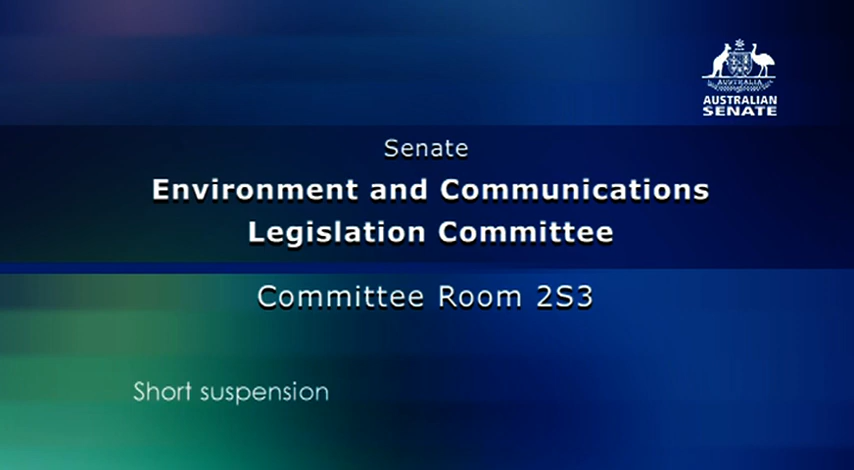 AUSTRALIA
AUSTRALIAN
SENATE
Senate
Environment and Communications
Legislation Committee
Committee Room 2S3
Short suspension